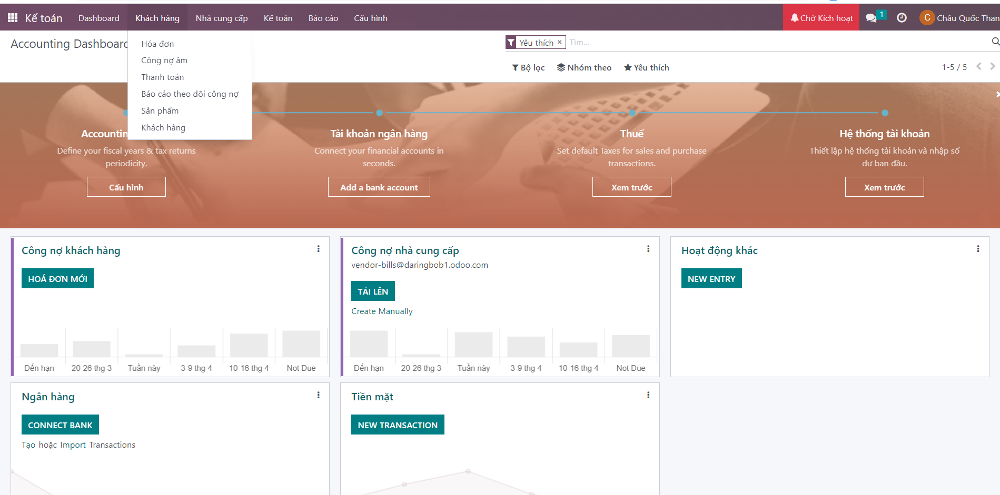 Kế toán Dashboard Khách hàng Nhà cung cấp Kế toán Báo cáo Cấu hình Chờ Kích hoạt 1 C Châu Quốc Than
Accounting Dashboard
Yêu thích × Tìm...
Bộ lọc Nhóm theo Yêu thích 1-5 / 5
Hóa đơn
Công nợ âm
Thanh toán
Báo cáo theo dõi công nợ
Sản phẩm
Khách hàng
Accounting
Define your fiscal years & tax returns
periodicity.
Cấu hình
Tài khoản ngân hàng
Connect your financial accounts in
seconds.
Add a bank account
Thuế
Set default Taxes for sales and purchase
transactions.
Xem trước
Hệ thống tài khoản
Thiết lập hệ thống tài khoản và nhập số
dư ban đầu.
Xem trước
Công nợ khách hàng
HOÁ ĐƠN MỚI
Đến hạn 20-26 thg 3 Tuần này 3-9 thg 4 10-16 thg 4 Not Due
Công nợ nhà cung cấp
vendor-bills@daringbob1.odoo.com
TẢI LÊN
Create Manually
Đến hạn 20-26 thg 3 Tuần này 3-9 thg 4 10-16 thg 4 Not Due
Hoạt động khác
NEW ENTRY
Ngân hàng
CONNECT BANK
Tạo hoặc Import Transactions
Tiền mặt
NEW TRANSACTION